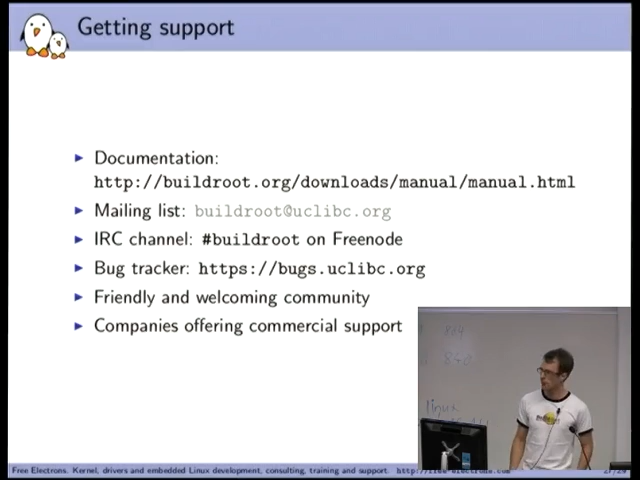 Getting support
Documentation:
http://buildroot.org/downloads/manual/manual.html
Mailing list: buildroot@uclibc.org
IRC channel: #buildroot on Freenode
Bug tracker: https://bugs.uclibc.org
Friendly and welcoming community
Companies offering commercial support
Free Electrons. Kernel, drivers and embedded Linux development, consulting, training and support. http://free-electrons.com